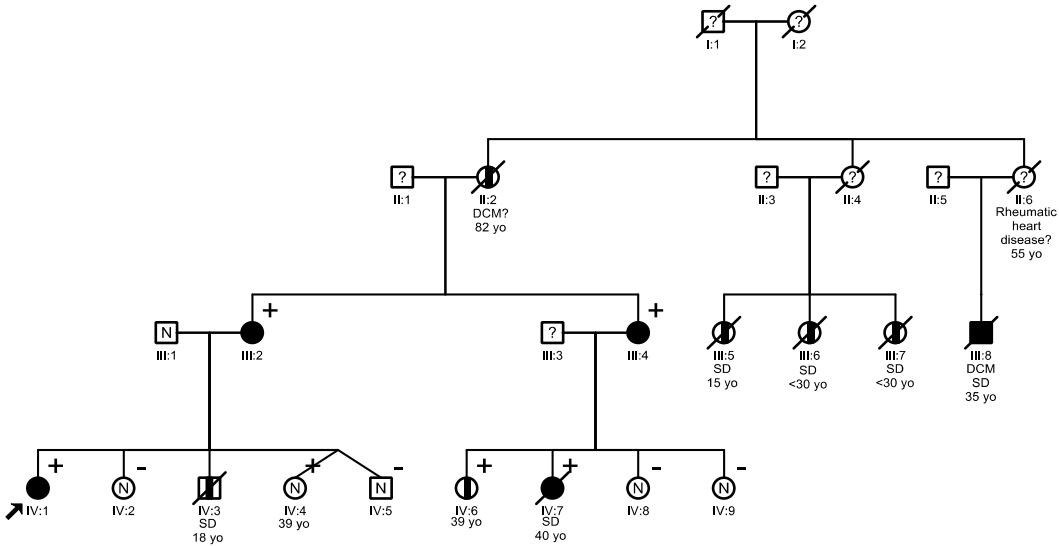 ? ?
I:1 I:2
? ? ? ? ?
II:1 II:2 II:3 II:4 II:5 II:6
DCM?
82 yo
Rheumatic
heart
disease?
55 yo
+ +
N ?
III:1 III:2 III:3 III:4 III:5 III:6 III:7 III:8
SD SD SD DCM
15 yo <30 yo <30 yo SD
35 yo
+ - + - + + - -
N N N N N
IV:1 IV:2 IV:3 IV:4 IV:5 IV:6 IV:7 IV:8 IV:9
SD 39 yo 39 yo SD
18 yo 40 yo